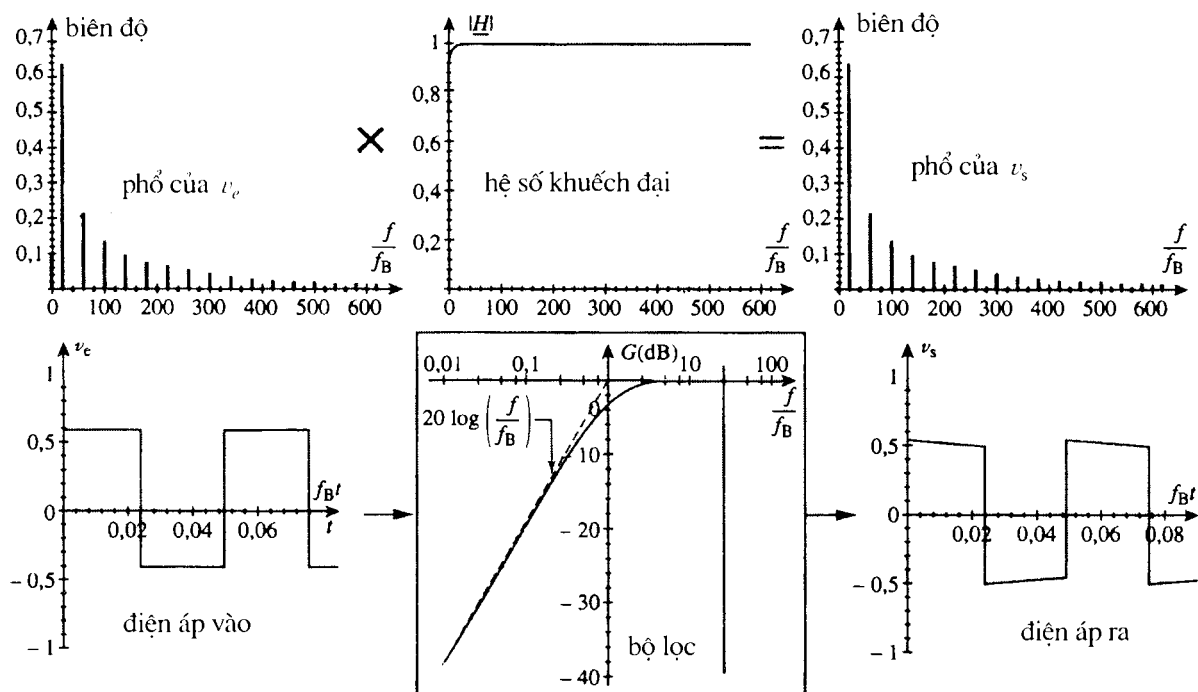 biên độ
0,7
0,6
0,5
0,4
0,3
0,2
0,1
phổ của v_e
f/f_B
0 100 200 300 400 500 600
×
|H|
1
0,8
0,6
0,4
0,2
hệ số khuếch đại
f/f_B
0 100 200 300 400 500 600
=
biên độ
0,7
0,6
0,5
0,4
0,3
0,2
0,1
phổ của v_s
f/f_B
0 100 200 300 400 500 600
v_e
1
0,5
0
- 0,5
- 1
0,02 0,04 0,06
f_B t
t
điện áp vào
0,01 0,1 G(dB) 10 100
f/f_B
20 log (f/f_B)
0
- 10
- 20
- 30
- 40
bộ lọc
v_s
1
0,5
0
- 0,5
- 1
0,02 0,04 0,06 0,08
f_B t
điện áp ra